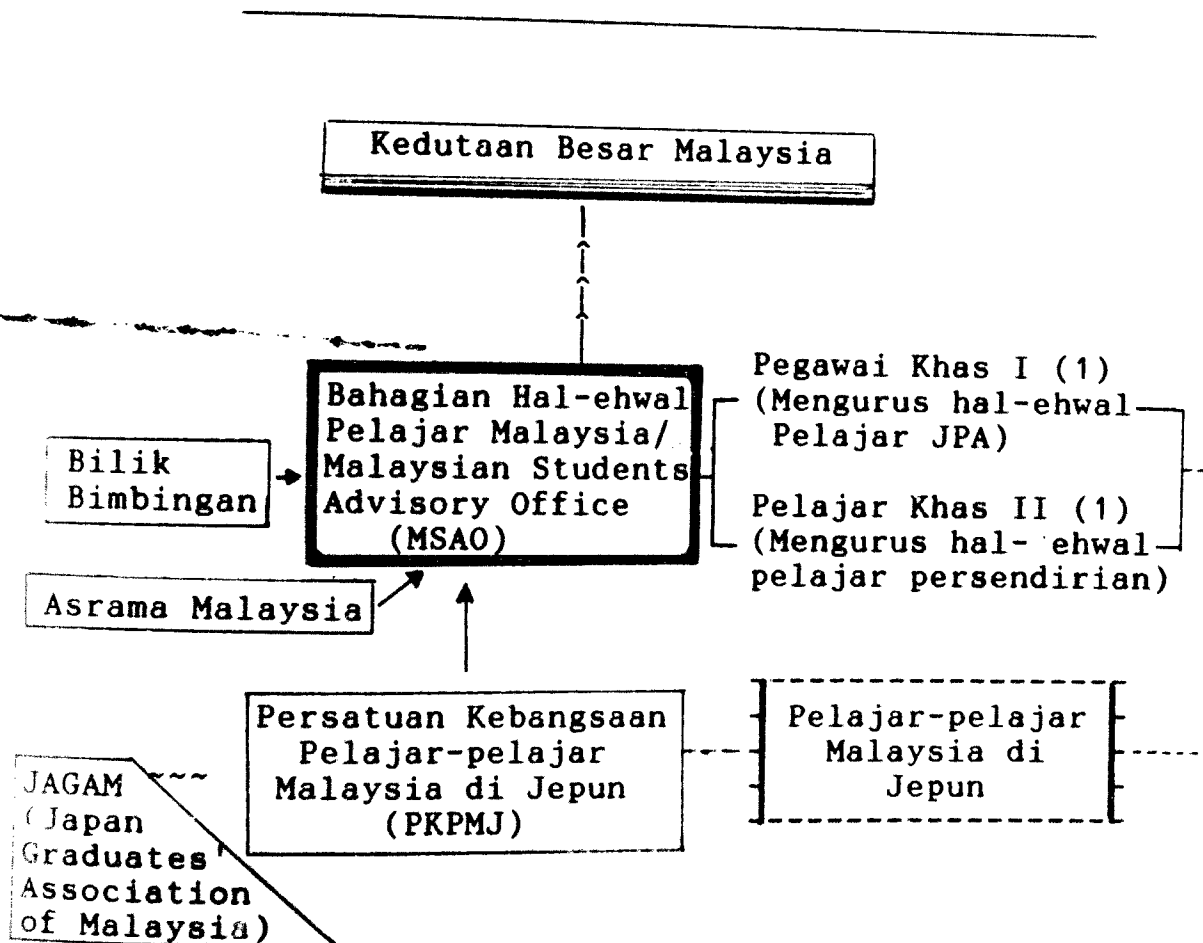 Kedutaan Besar Malaysia
Bahagian Hal-ehwal
Pelajar Malaysia/
Malaysian Students
Advisory Office
(MSAO)
Bilik
Bimbingan
Asrama Malaysia
Pegawai Khas I (1)
(Mengurus hal-ehwal
Pelajar JPA)
Pelajar Khas II (1)
(Mengurus hal- ehwal
pelajar persendirian)
Persatuan Kebangsaan
Pelajar-pelajar
Malaysia di Jepun
(PKPMJ)
Pelajar-pelajar
Malaysia di
Jepun
JAGAM
(Japan
Graduates'
Association
of Malaysia)